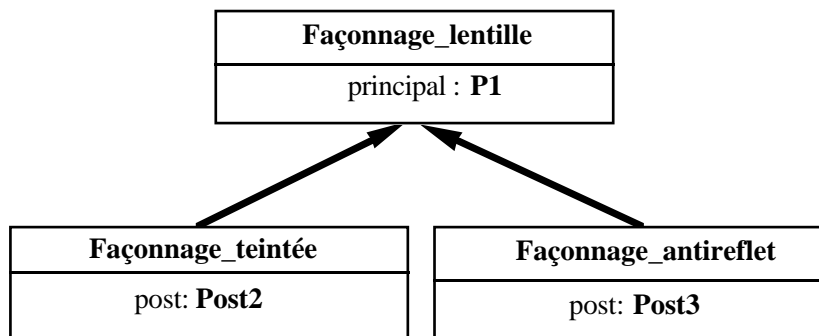 Façonnage_lentille
principal : P1
Façonnage_teintée
post: Post2
Façonnage_antireflet
post: Post3